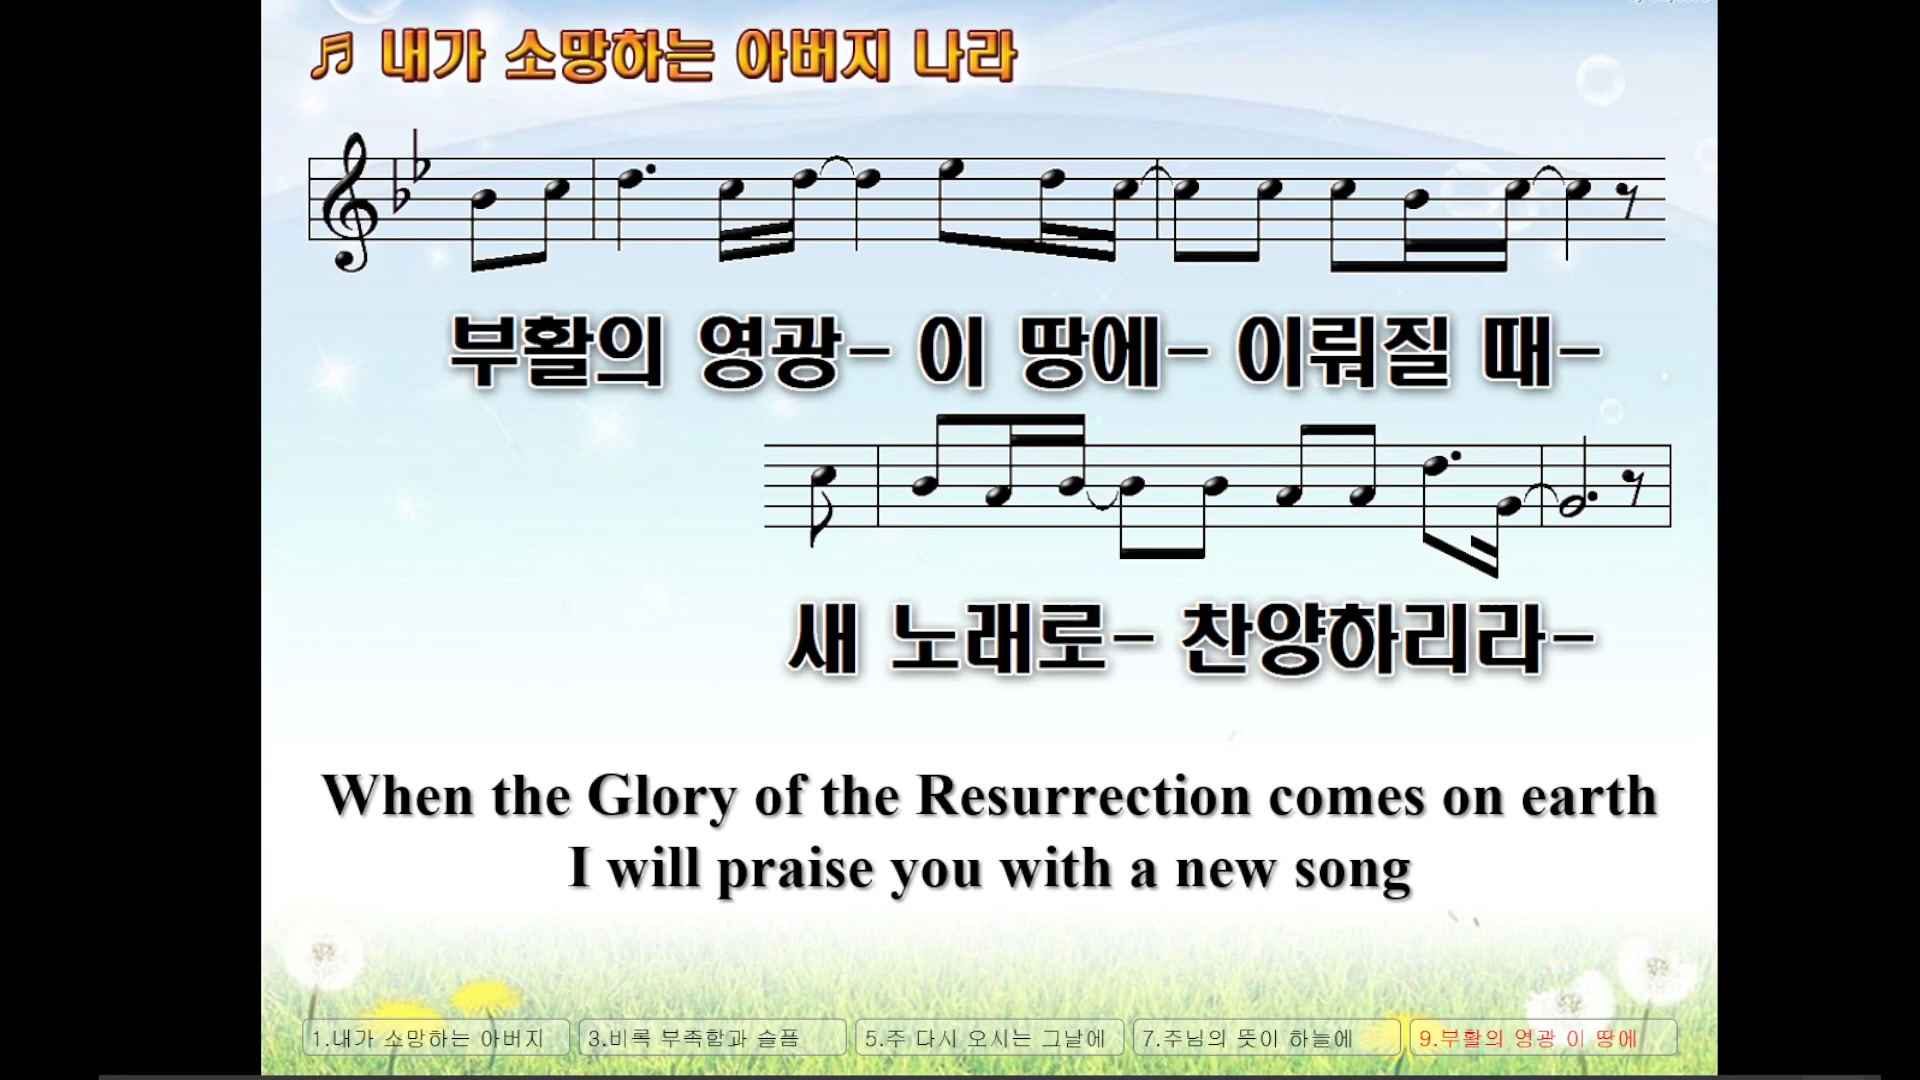 내가 소망하는 아버지 나라
부활의 영광- 이 땅에- 이뤄질 때-
새 노래로- 찬양하리라-
When the Glory of the Resurrection comes on earth
I will praise you with a new song
1.내가 소망하는 아버지 3.비록 부족함과 슬픔 5.주 다시 오시는 그날에 7.주님의 뜻이 하늘에 9.부활의 영광 이 땅에